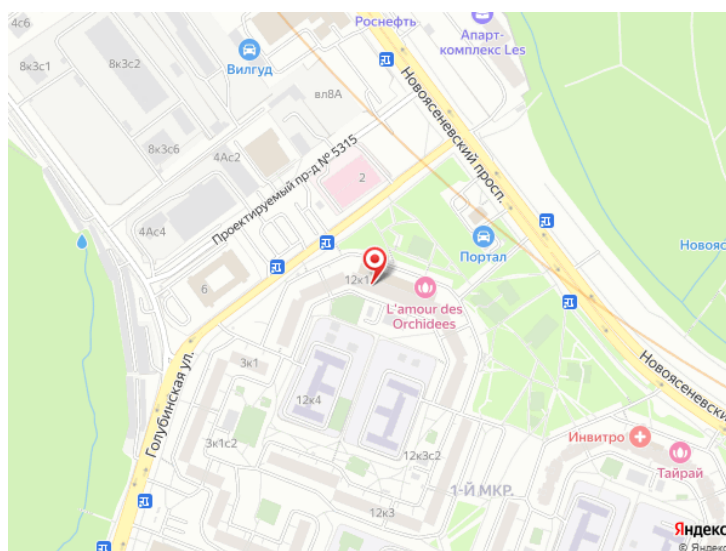 4с6
8к3с2
8к3с1
Вилгуд
Роснефть
Апарт-
комплекс Les
вл8А
Новоясеневский просп.
8к3с6
4Ас2
Проектируемый пр-д № 5315
2
4Ас4
6
Портал
Новоясе
12к1
L'amour des
Orchidees
Голубинская ул.
3к1
12к4
3к1с2
Новоясеневский
Инвитро
Тайрай
12к3с2
1-Й МКР.
12к3
Яндекс
© Яндекс